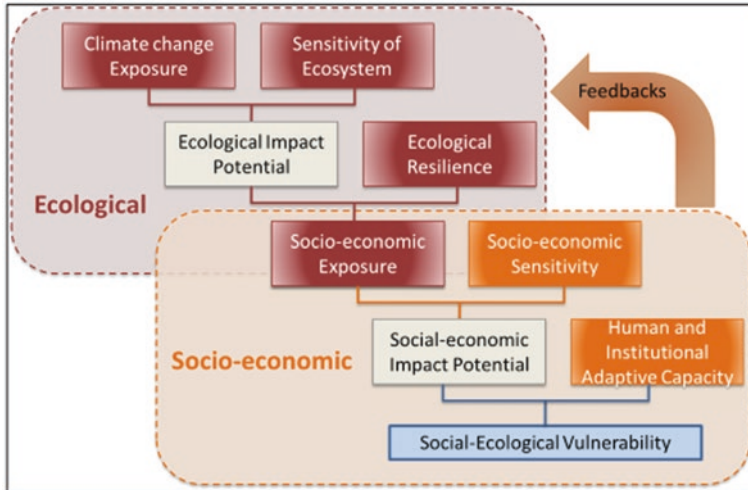 Climate change
Exposure
Sensitivity of
Ecosystem
Feedbacks
Ecological Impact
Potential
Ecological
Resilience
Ecological
Socio-economic
Exposure
Socio-economic
Sensitivity
Socio-economic
Social-economic
Impact Potential
Human and
Institutional
Adaptive Capacity
Social-Ecological Vulnerability